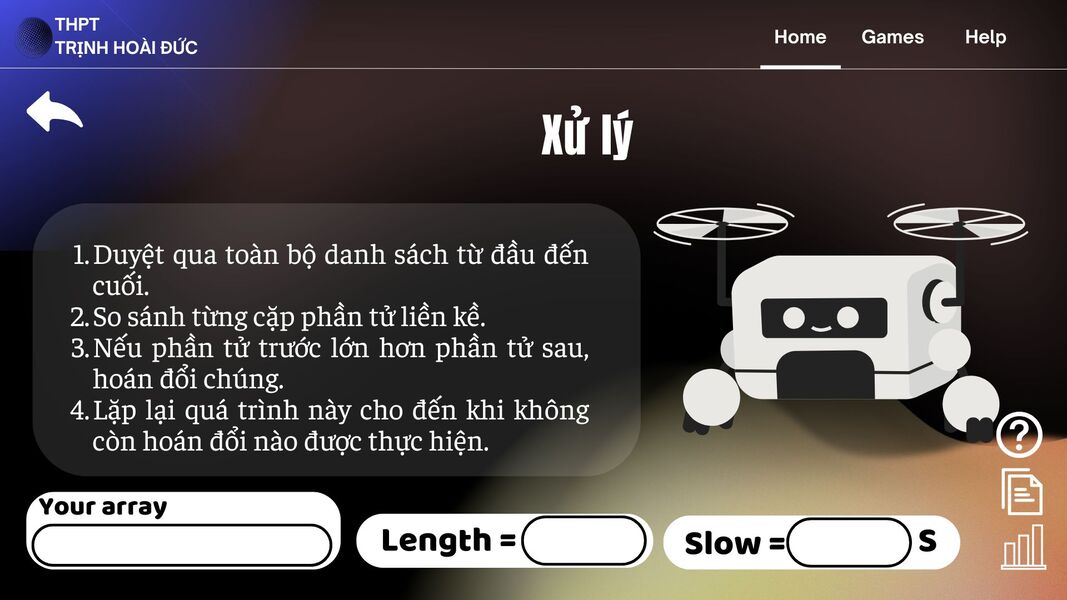 THPT
TRỊNH HOÀI ĐỨC
Home Games Help
Xử lý
1. Duyệt qua toàn bộ danh sách từ đầu đến
cuối.
2. So sánh từng cặp phần tử liền kề.
3. Nếu phần tử trước lớn hơn phần tử sau,
hoán đổi chúng.
4. Lặp lại quá trình này cho đến khi không
còn hoán đổi nào được thực hiện.
Your array
Length =
Slow = S
?